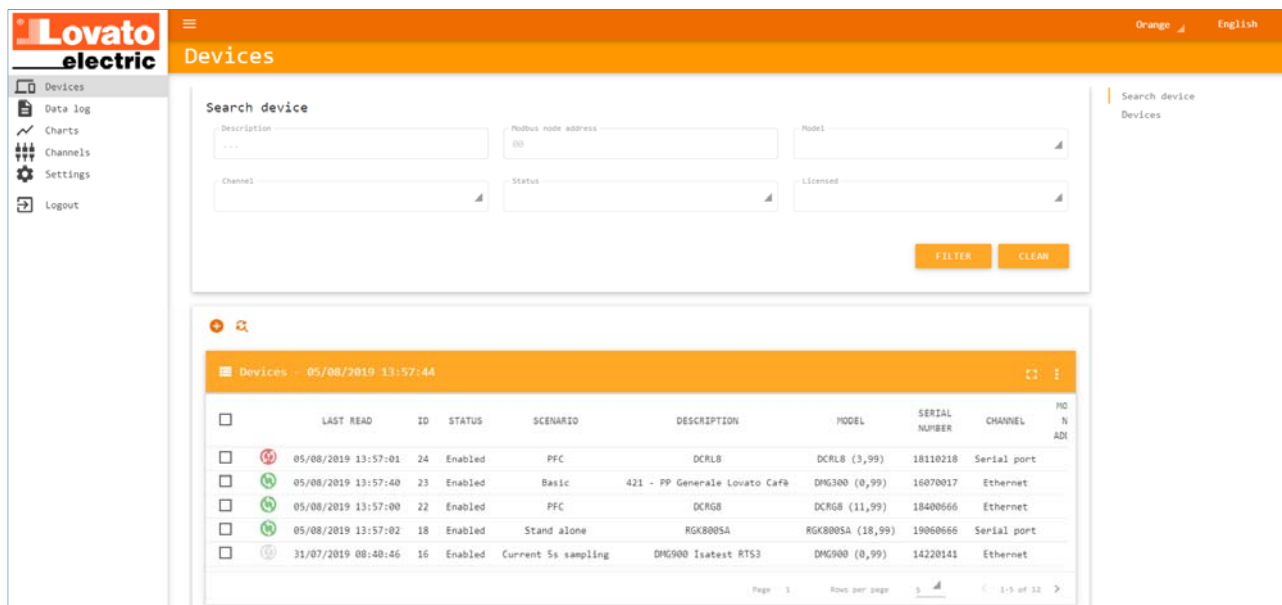 Lovato
electric
Orange
English
Devices
Devices
Data log
Charts
Channels
Settings
Logout
Search device
Description
...
Modbus node address
00
Model
Channel
Status
Licensed
FILTER
CLEAN
Search device
Devices
Devices - 05/08/2019 13:57:44
LAST READ ID STATUS SCENARIO DESCRIPTION MODEL SERIAL NUMBER CHANNEL MO N ADI
05/08/2019 13:57:01 24 Enabled PFC DCRL8 DCRL8 (3,99) 18110218 Serial port
05/08/2019 13:57:40 23 Enabled Basic 421 - PP Generale Lovato Cafè DMG300 (0,99) 16070017 Ethernet
05/08/2019 13:57:00 22 Enabled PFC DCRG8 DCRG8 (11,99) 18400666 Ethernet
05/08/2019 13:57:02 18 Enabled Stand alone RGK800SA RGK800SA (18,99) 19060666 Serial port
31/07/2019 08:40:46 16 Enabled Current 5s sampling DMG900 Isatest RTS3 DMG900 (0,99) 14220141 Ethernet
Page 1 Rows per page 5 1-5 of 12